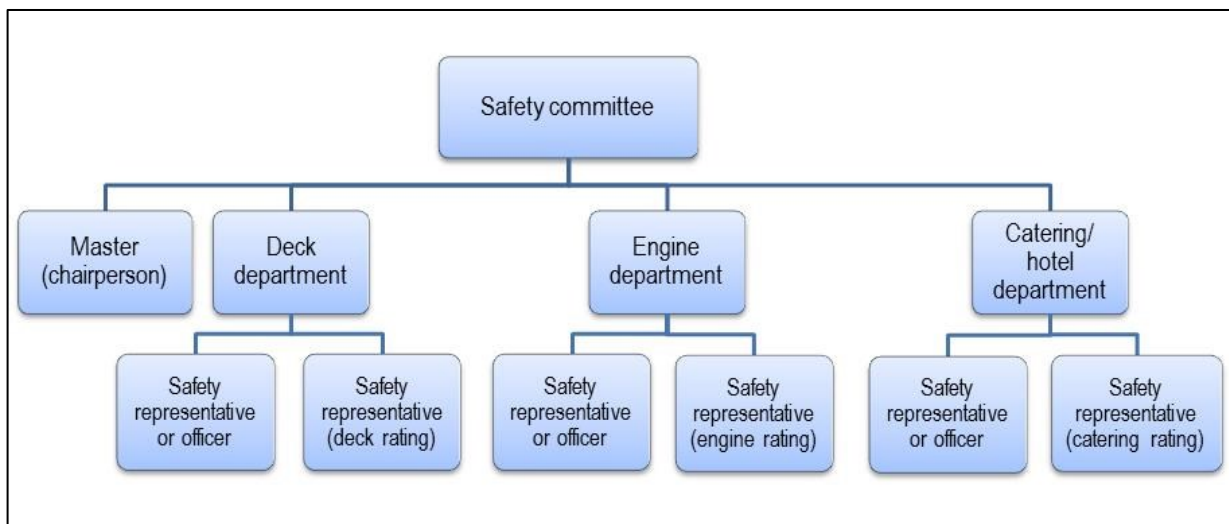 Safety committee
Master
(chairperson)
Deck
department
Engine
department
Catering/
hotel
department
Safety
representative
or officer
Safety
representative
(deck rating)
Safety
representative
or officer
Safety
representative
(engine rating)
Safety
representative
or officer
Safety
representative
(catering rating)